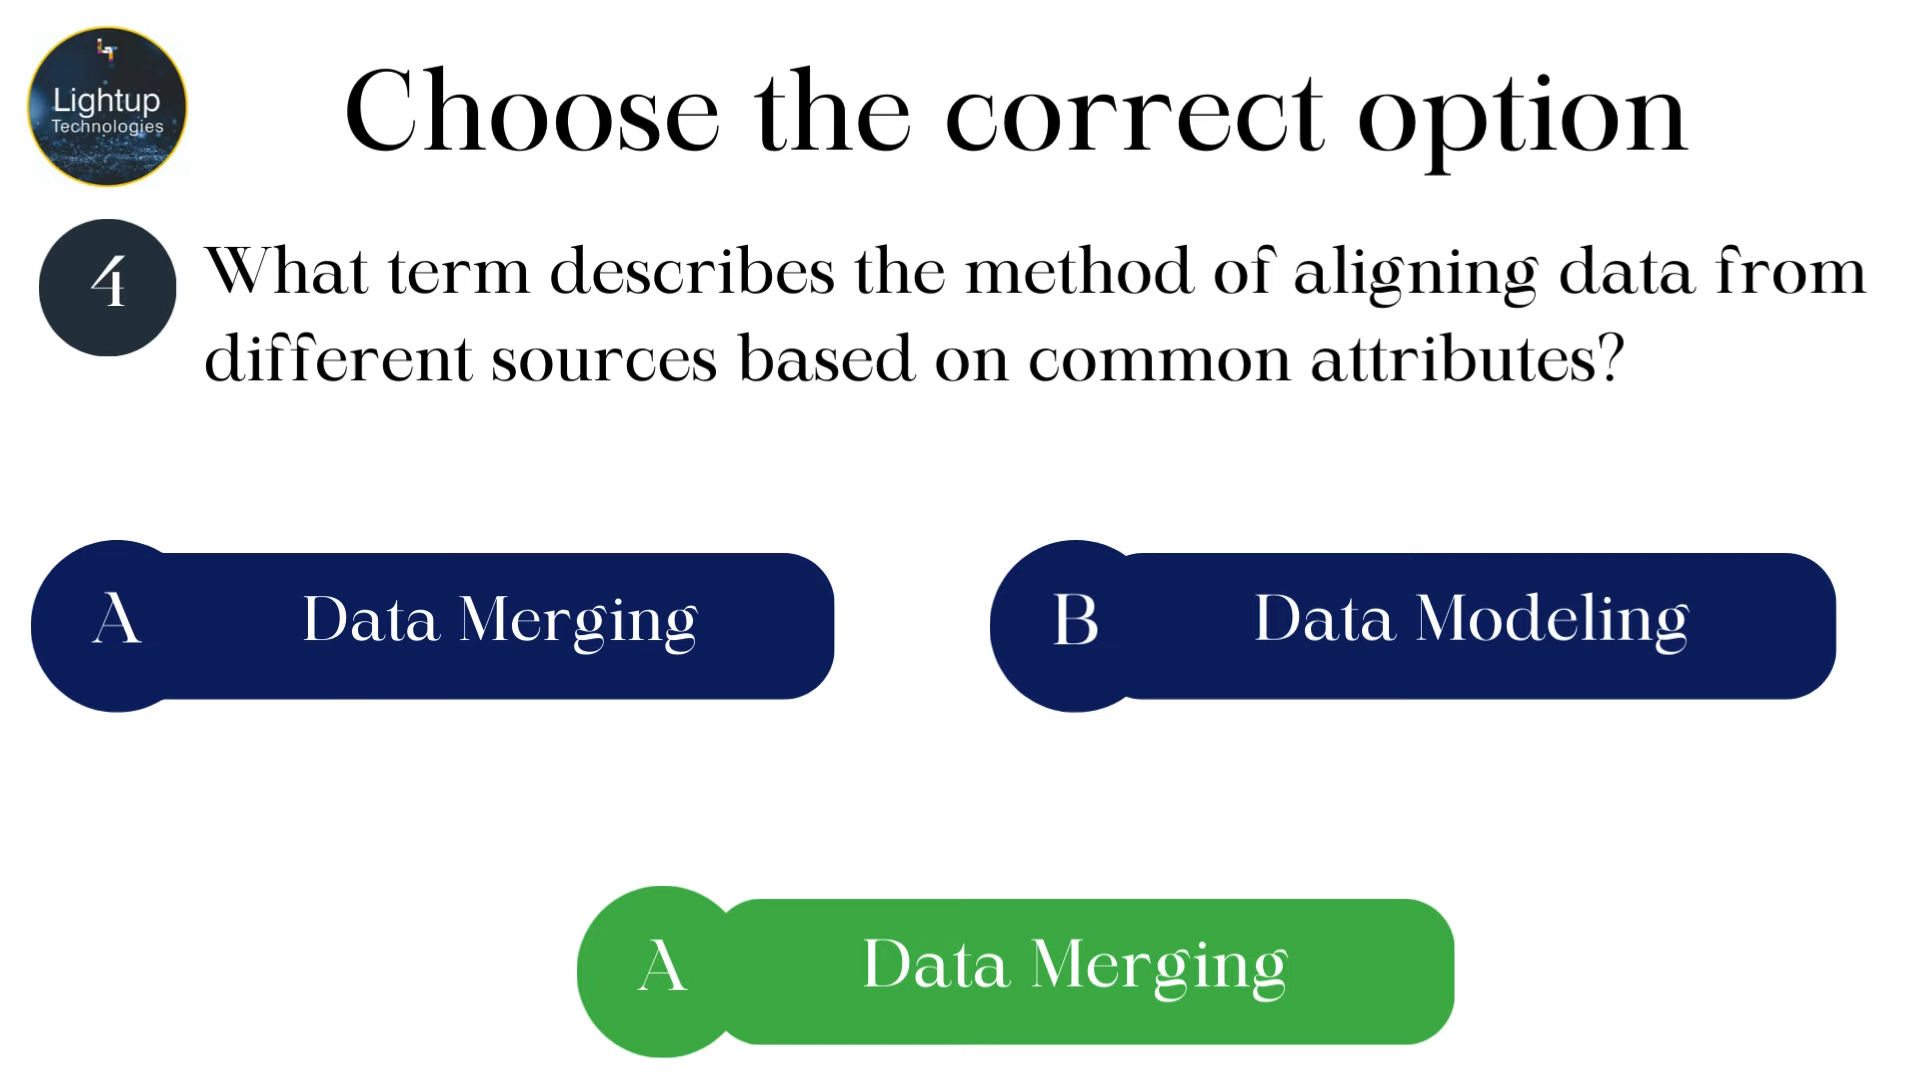 Lightup
Technologies
Choose the correct option
4
What term describes the method of aligning data from
different sources based on common attributes?
A Data Merging
B Data Modeling
A Data Merging